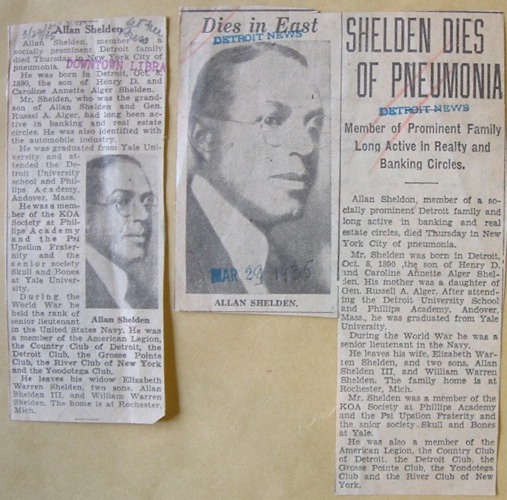 Allan Shelden
3/29/35
DOWNTOWN LIBRA
Allan Shelden, member of a
socially prominent Detroit family
died Thursday in New York City of
pneumonia.
He was born in Detroit, Oct. 8,
1890, the son of Henry D. and
Caroline Annette Alger Shelden.
Mr. Shelden, who was the grand-
son of Allan Shelden and Gen.
Russel A. Alger, had long been act-
ive in banking and real estate
circles. He was also identified with
the automobile industry.
He was graduated from Yale Uni-
versity and at-
tended the De-
troit University
school and Phil-
lips Academy,
Andover, Mass.
He was a mem-
ber of the KOA
Society at Phil-
lips Academy
and the Psi
Upsilon Frater-
nity and the
senior society
Skull and Bones
at Yale Univer-
sity.
During the
World War he
held the rank of
senior lieutenant
Allan Shelden
in the United States Navy. He was
a member of the American Legion,
the Country Club of Detroit, the
Detroit Club, the Grosse Pointe
Club, the River Club of New York
and the Yondotega Club.
He leaves his widow Elizabeth
Warren Shelden, two sons, Allan
Shelden III, and William Warren
Shelden. The home is at Rochester,
Mich.
Dies in East
DETROIT NEWS
MAR 29 1935
ALLAN SHELDEN.
SHELDEN DIES
OF PNEUMONIA
DETROIT NEWS
Member of Prominent Family
Long Active in Realty and
Banking Circles.
Allan Sheldon, member of a so-
cially prominent Detroit family and
long active in banking and real
estate circles, died Thursday in New
York City of pneumonia.
Mr. Shelden was born in Detroit,
Oct. 8, 1890 ,the son of Henry D.
and Caroline Annette Alger Shel-
den. His mother was a daughter of
Gen. Russell A. Alger. After attend-
ing the Detroit University School
and Phillips Academy, Andover,
Mass., he was graduated from Yale
University.
During the World War he was a
senior lieutenant in the Navy.
He leaves his wife, Elizabeth War-
ren Shelden, and two sons, Allan
Shelden III, and William Warren
Shelden. The family home is at
Rochester, Mich.
Mr. Shelden was a member of the
KOA Society at Phillips Academy
and the Psi Upsilon Fraterity and
the snior society Skull and Bones
at Yale.
He was also a member of the
American Legion, the Country Club
of Detroit, the Detroit Club, the
Grosse Pointe Club, the Yondotega
Club and the River Club of New
York.